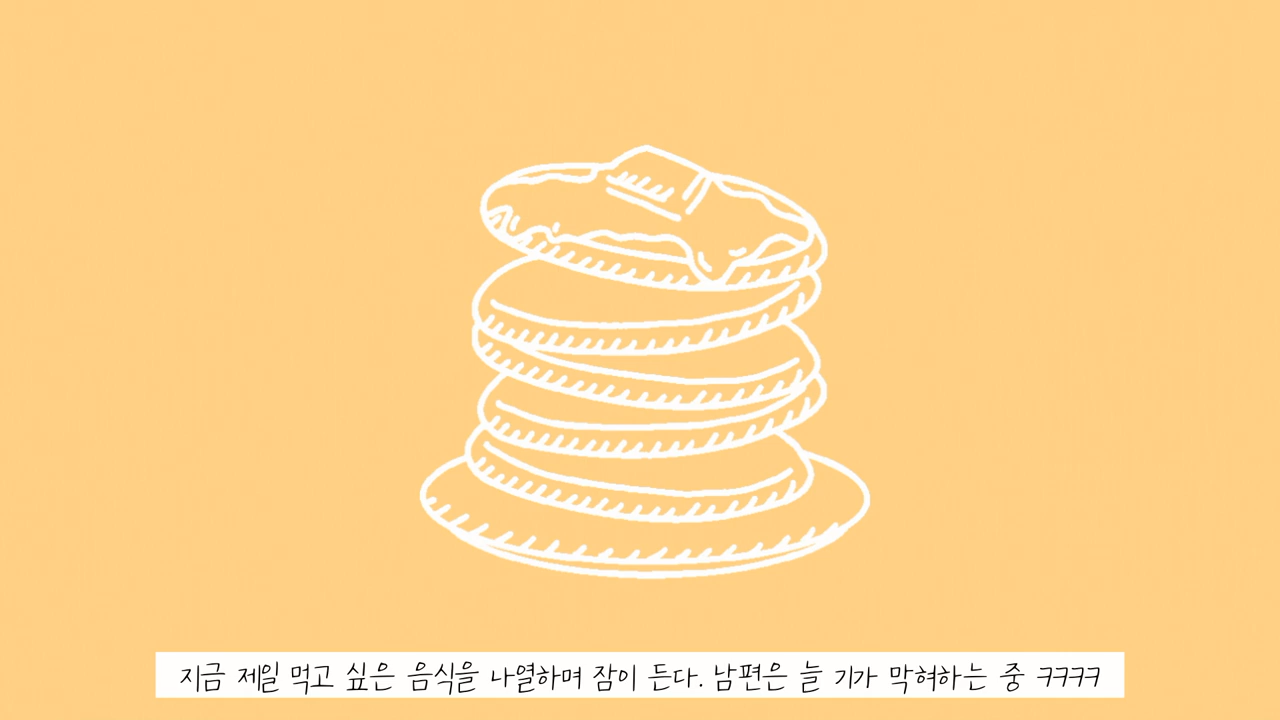 지금 제일 먹고 싶은 음식을 나열하며 잠이 든다. 남편은 늘 기가 막혀하는 중 ㅋㅋㅋㅋ